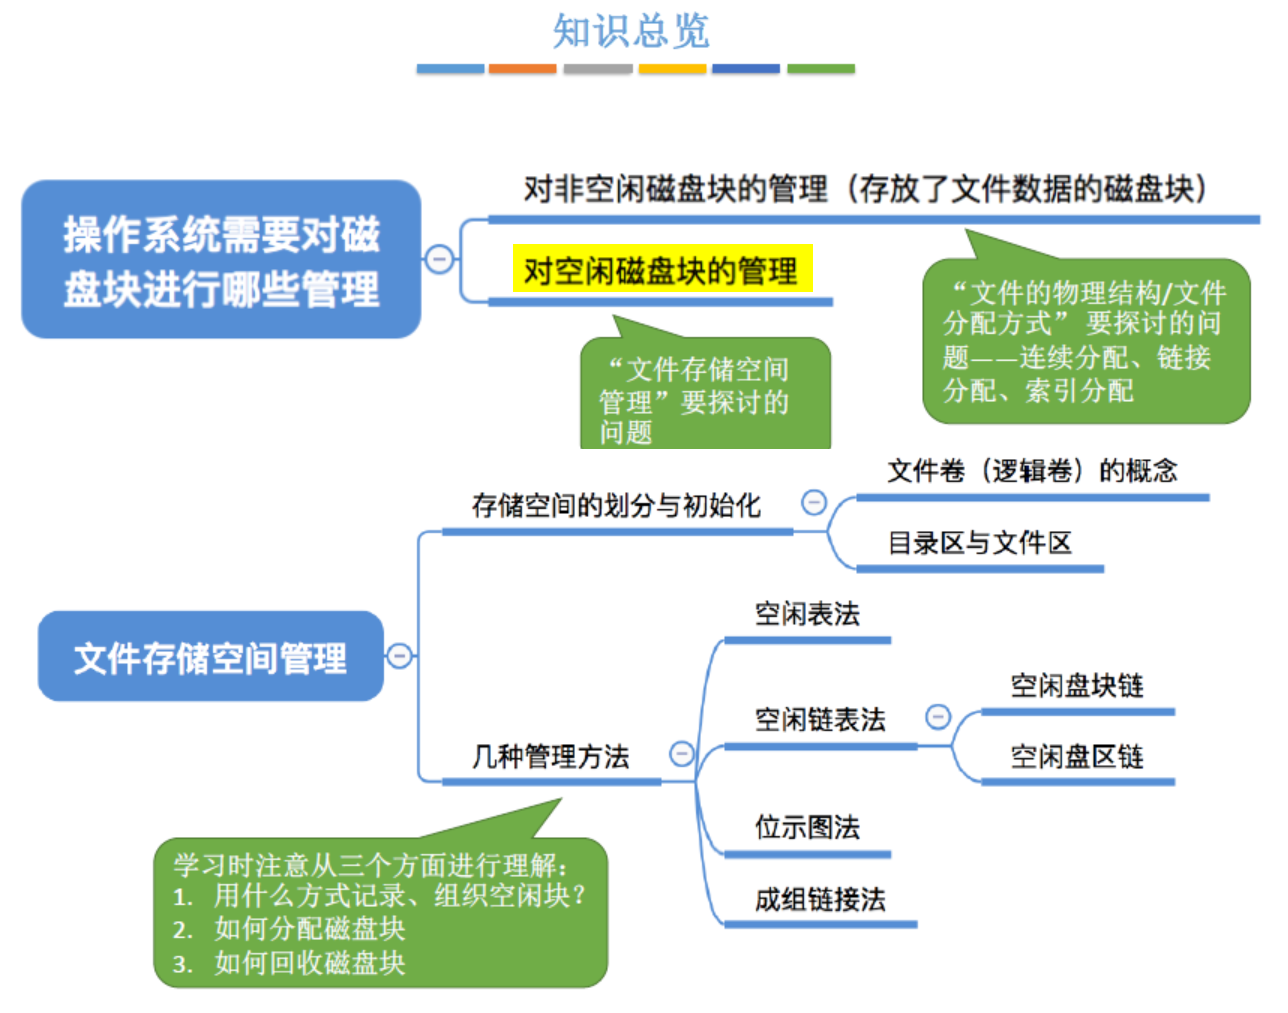 知识总览
对非空闲磁盘块的管理（存放了文件数据的磁盘块）
操作系统需要对磁
盘块进行哪些管理
对空闲磁盘块的管理
“文件的物理结构/文件
分配方式” 要探讨的问
题——连续分配、链接
分配、索引分配
“文件存储空间
管理”要探讨的
问题
文件卷（逻辑卷）的概念
存储空间的划分与初始化
目录区与文件区
文件存储空间管理
空闲表法
空闲盘块链
空闲链表法
空闲盘区链
几种管理方法
位示图法
成组链接法
学习时注意从三个方面进行理解：
1. 用什么方式记录、组织空闲块？
2. 如何分配磁盘块
3. 如何回收磁盘块